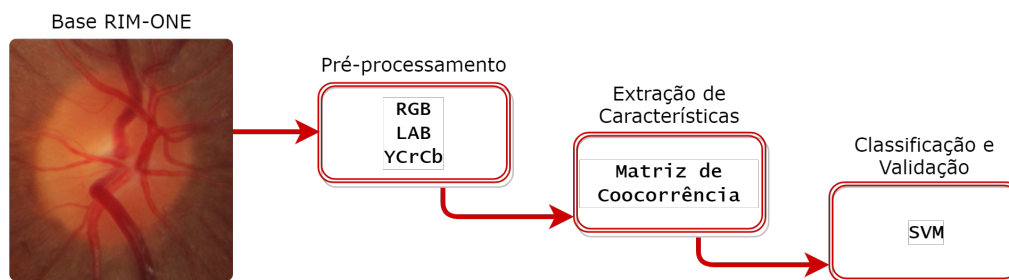 Base RIM-ONE
Pré-processamento
RGB
LAB
YCrCb
Extração de
Características
Matriz de
Coocorrência
Classificação e
Validação
SVM